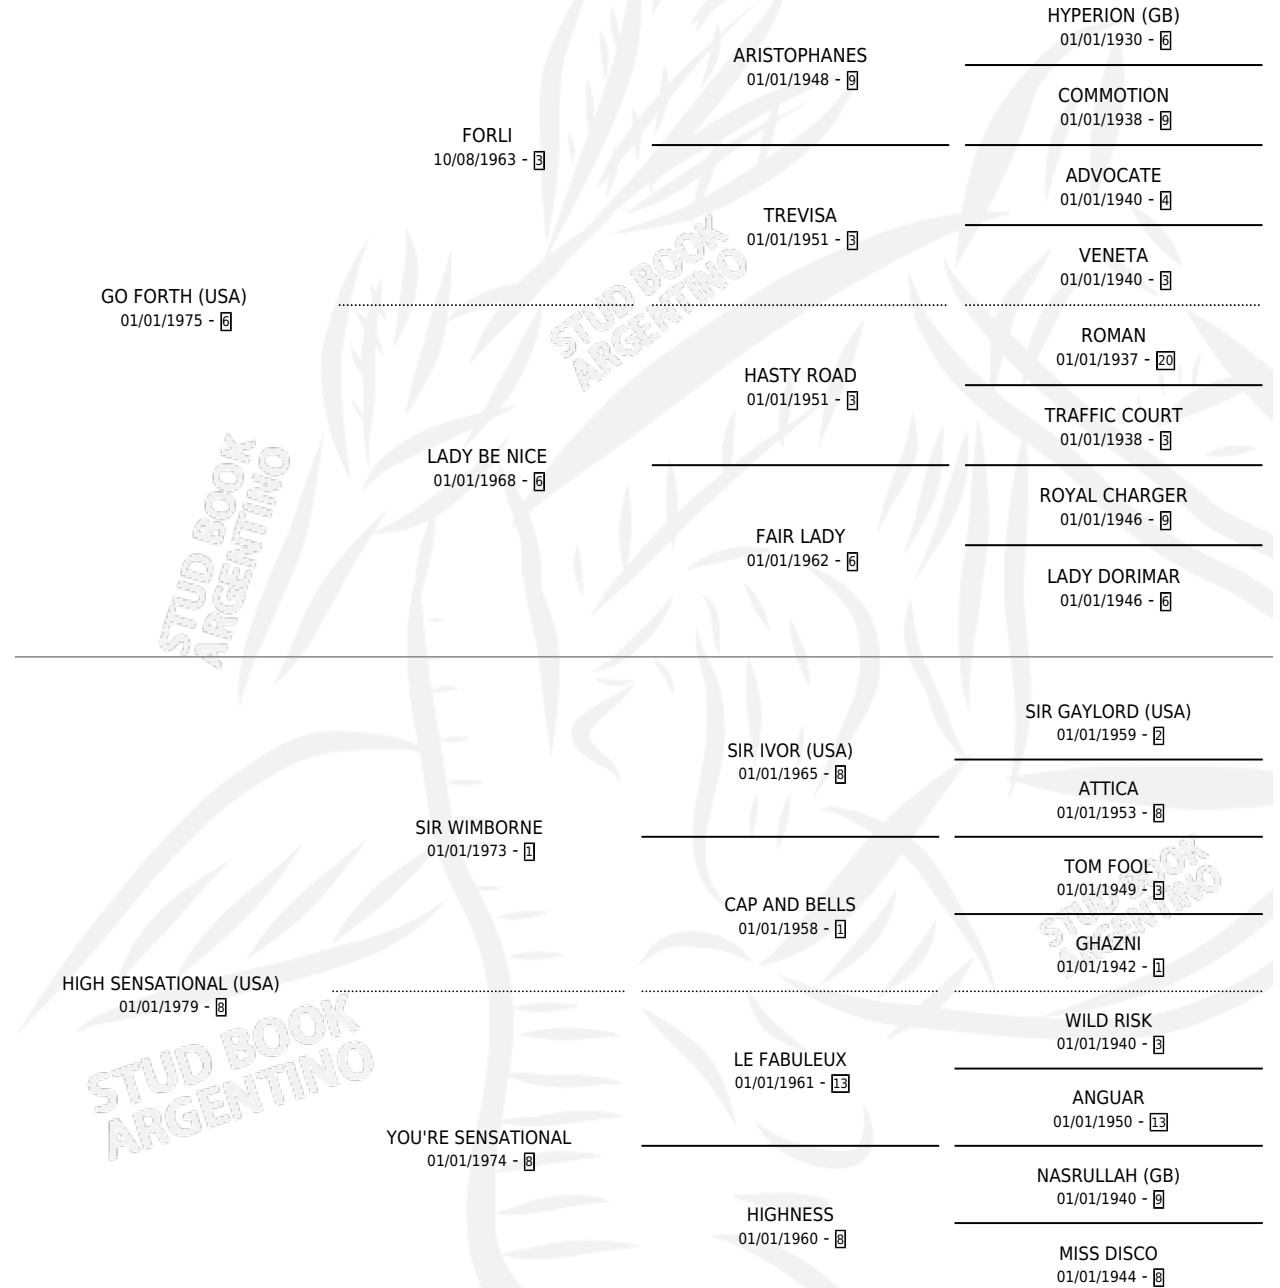 HYPERION (GB)
01/01/1930 - 6
ARISTOPHANES
01/01/1948 - 9
COMMOTION
01/01/1938 - 9
FORLI
10/08/1963 - 3
ADVOCATE
01/01/1940 - 4
TREVISA
01/01/1951 - 3
VENETA
01/01/1940 - 3
GO FORTH (USA)
01/01/1975 - 6
ROMAN
01/01/1937 - 20
HASTY ROAD
01/01/1951 - 3
TRAFFIC COURT
01/01/1938 - 3
LADY BE NICE
01/01/1968 - 6
ROYAL CHARGER
01/01/1946 - 9
FAIR LADY
01/01/1962 - 6
LADY DORIMAR
01/01/1946 - 6
STUD BOOK
ARGENTINO
STUD BOOK
ARGENTINO
SIR GAYLORD (USA)
01/01/1959 - 2
SIR IVOR (USA)
01/01/1965 - 8
ATTICA
01/01/1953 - 8
SIR WIMBORNE
01/01/1973 - 1
TOM FOOL
01/01/1949 - 3
CAP AND BELLS
01/01/1958 - 1
GHAZNI
01/01/1942 - 1
STUD BOOK
ARGENTINO
HIGH SENSATIONAL (USA)
01/01/1979 - 8
WILD RISK
01/01/1940 - 3
LE FABULEUX
01/01/1961 - 13
ANGUAR
01/01/1950 - 13
YOU'RE SENSATIONAL
01/01/1974 - 8
NASRULLAH (GB)
01/01/1940 - 9
HIGHNESS
01/01/1960 - 8
MISS DISCO
01/01/1944 - 8
STUD BOOK
ARGENTINO